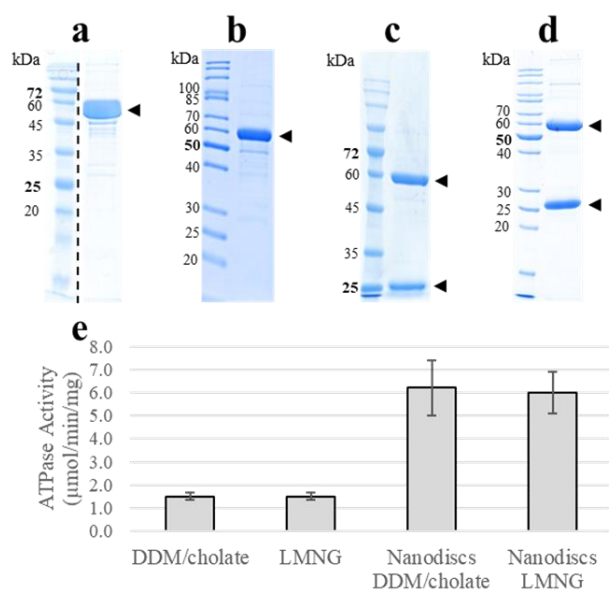 a
b
c
d
kDa
72
60
45
35
25
20
kDa
100
85
70
60
50
40
30
25
20
kDa
72
60
45
35
25
kDa
70
60
50
40
30
25
20
e
ATPase Activity
(μmol/min/mg)
8.0
7.0
6.0
5.0
4.0
3.0
2.0
1.0
0.0
DDM/cholate
LMNG
Nanodiscs
DDM/cholate
Nanodiscs
LMNG